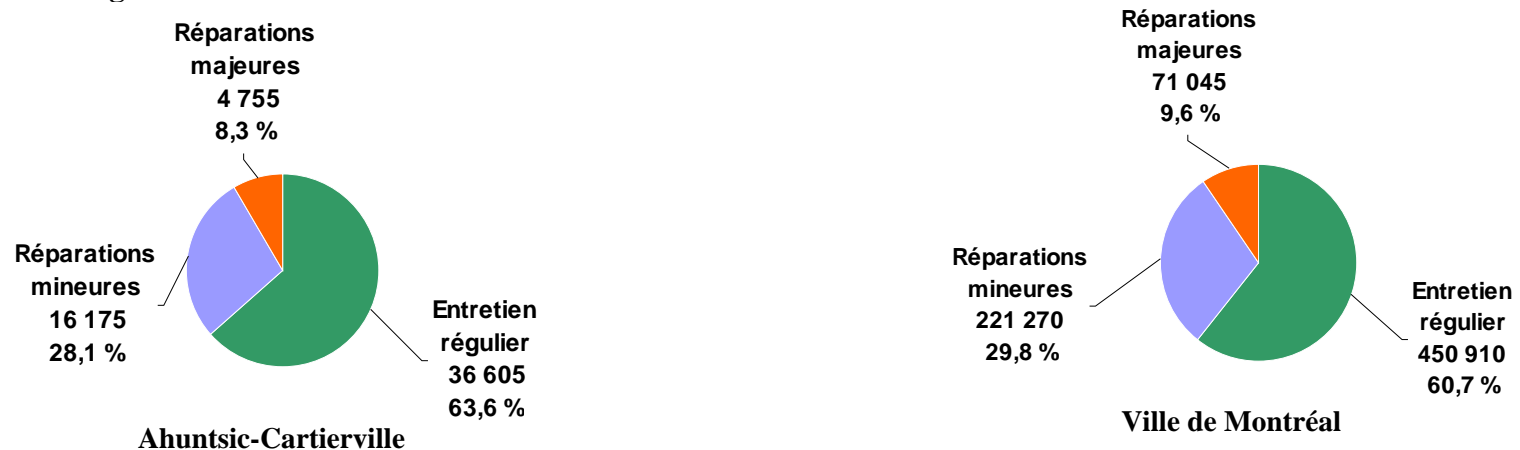 Réparations
majeures
4 755
8,3 %
Réparations
mineures
16 175
28,1 %
Entretien
régulier
36 605
63,6 %
Ahuntsic-Cartierville
Réparations
majeures
71 045
9,6 %
Réparations
mineures
221 270
29,8 %
Entretien
régulier
450 910
60,7 %
Ville de Montréal